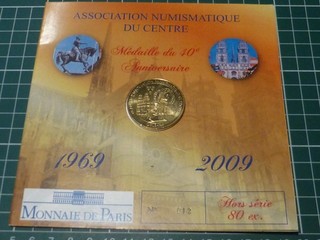 ASSOCIATION NUMISMATIQUE
DU CENTRE
Médaille du 40e
Anniversaire
1969
2009
MONNAIE DE PARIS
Hors série
80 ex.